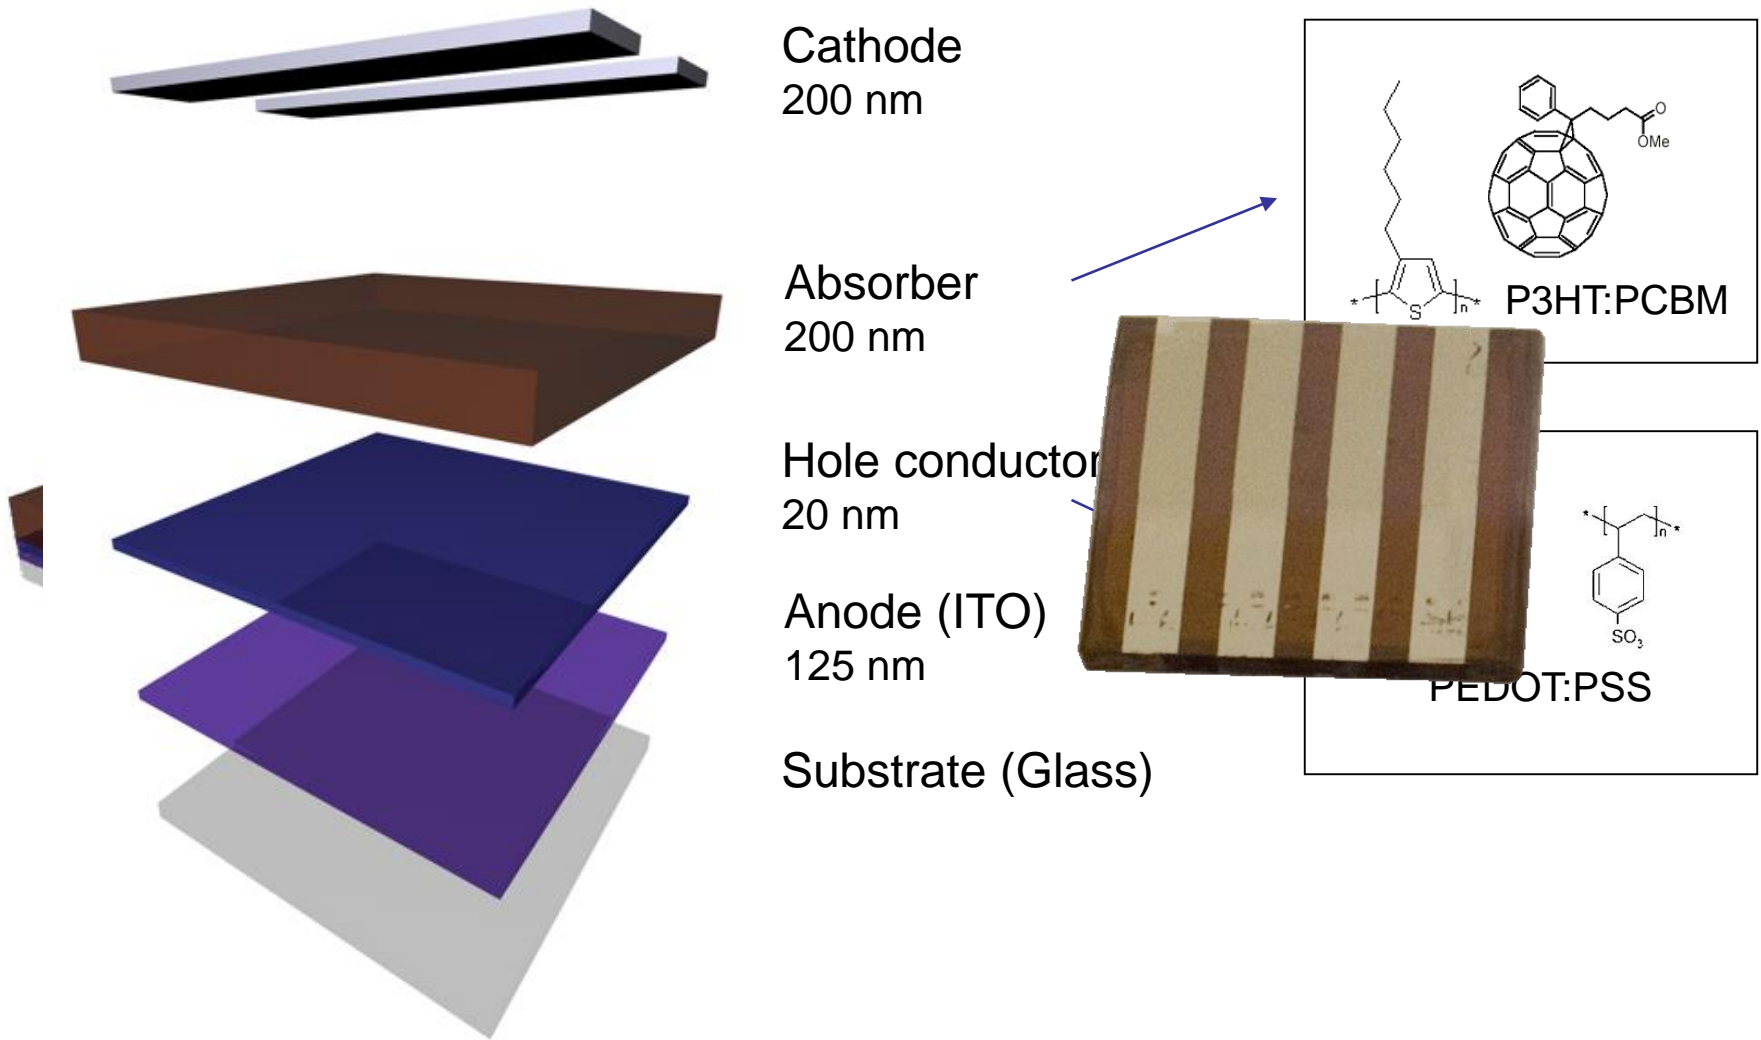 Cathode
200 nm
Absorber
200 nm
Hole conductor
20 nm
Anode (ITO)
125 nm
Substrate (Glass)
O
OMe
* [ S ]n *
P3HT:PCBM
* [ ]n *
SO3
PEDOT:PSS